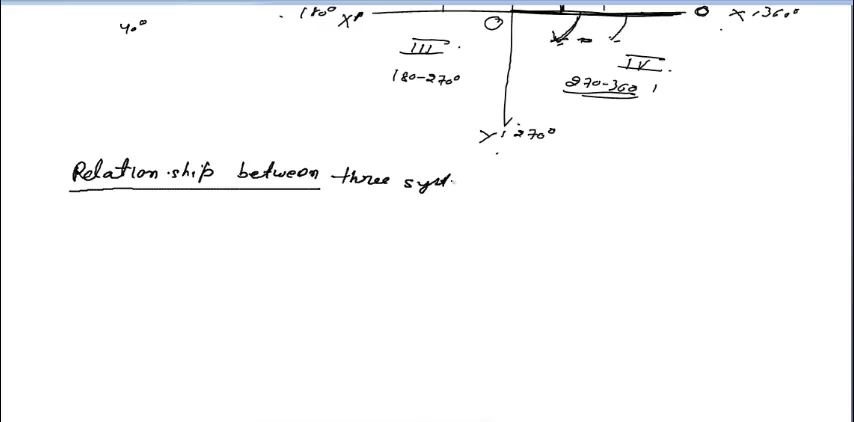 180° X' O X, 360°
40°
III IV
180-270° 270-360
Y' 270°
Relationship between three syst